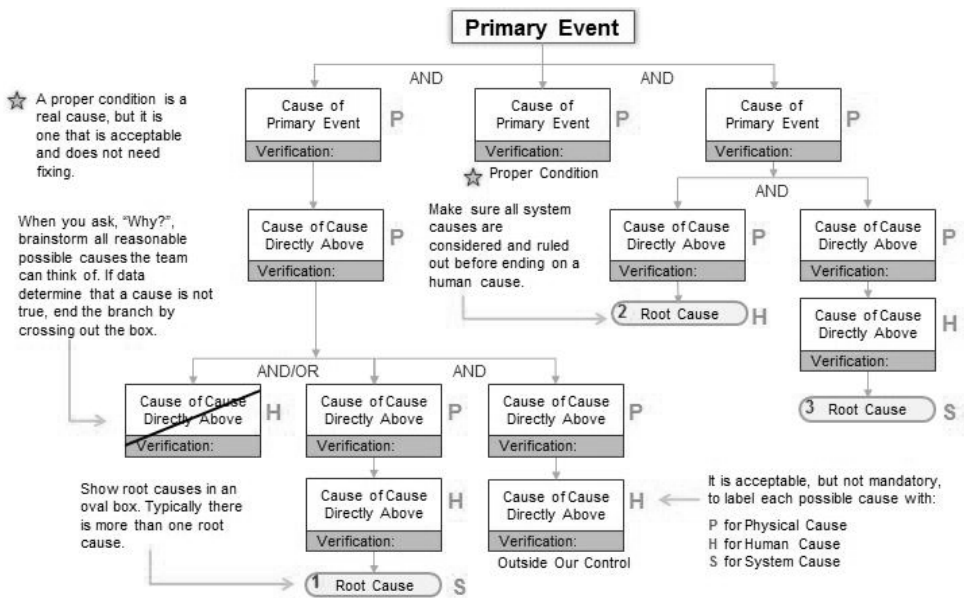 Primary Event
AND
AND
Cause of
Primary Event
Verification:
P
Cause of
Primary Event
Verification:
P
Proper Condition
Cause of
Primary Event
Verification:
P
A proper condition is a
real cause, but it is
one that is acceptable
and does not need
fixing.
AND
When you ask, “Why?”,
brainstorm all reasonable
possible causes the team
can think of. If data
determine that a cause is not
true, end the branch by
crossing out the box.
Cause of Cause
Directly Above
Verification:
P
Make sure all system
causes are
considered and ruled
out before ending on a
human cause.
Cause of Cause
Directly Above
Verification:
P
2 Root Cause
H
Cause of Cause
Directly Above
Verification:
P
Cause of Cause
Directly Above
Verification:
H
3 Root Cause
S
AND/OR
AND
Cause of Cause
Directly Above
Verification:
H
Cause of Cause
Directly Above
Verification:
P
Cause of Cause
Directly Above
Verification:
P
Show root causes in an
oval box. Typically there
is more than one root
cause.
Cause of Cause
Directly Above
Verification:
H
1 Root Cause
S
Cause of Cause
Directly Above
Verification:
H
Outside Our Control
It is acceptable, but not mandatory,
to label each possible cause with:
P for Physical Cause
H for Human Cause
S for System Cause